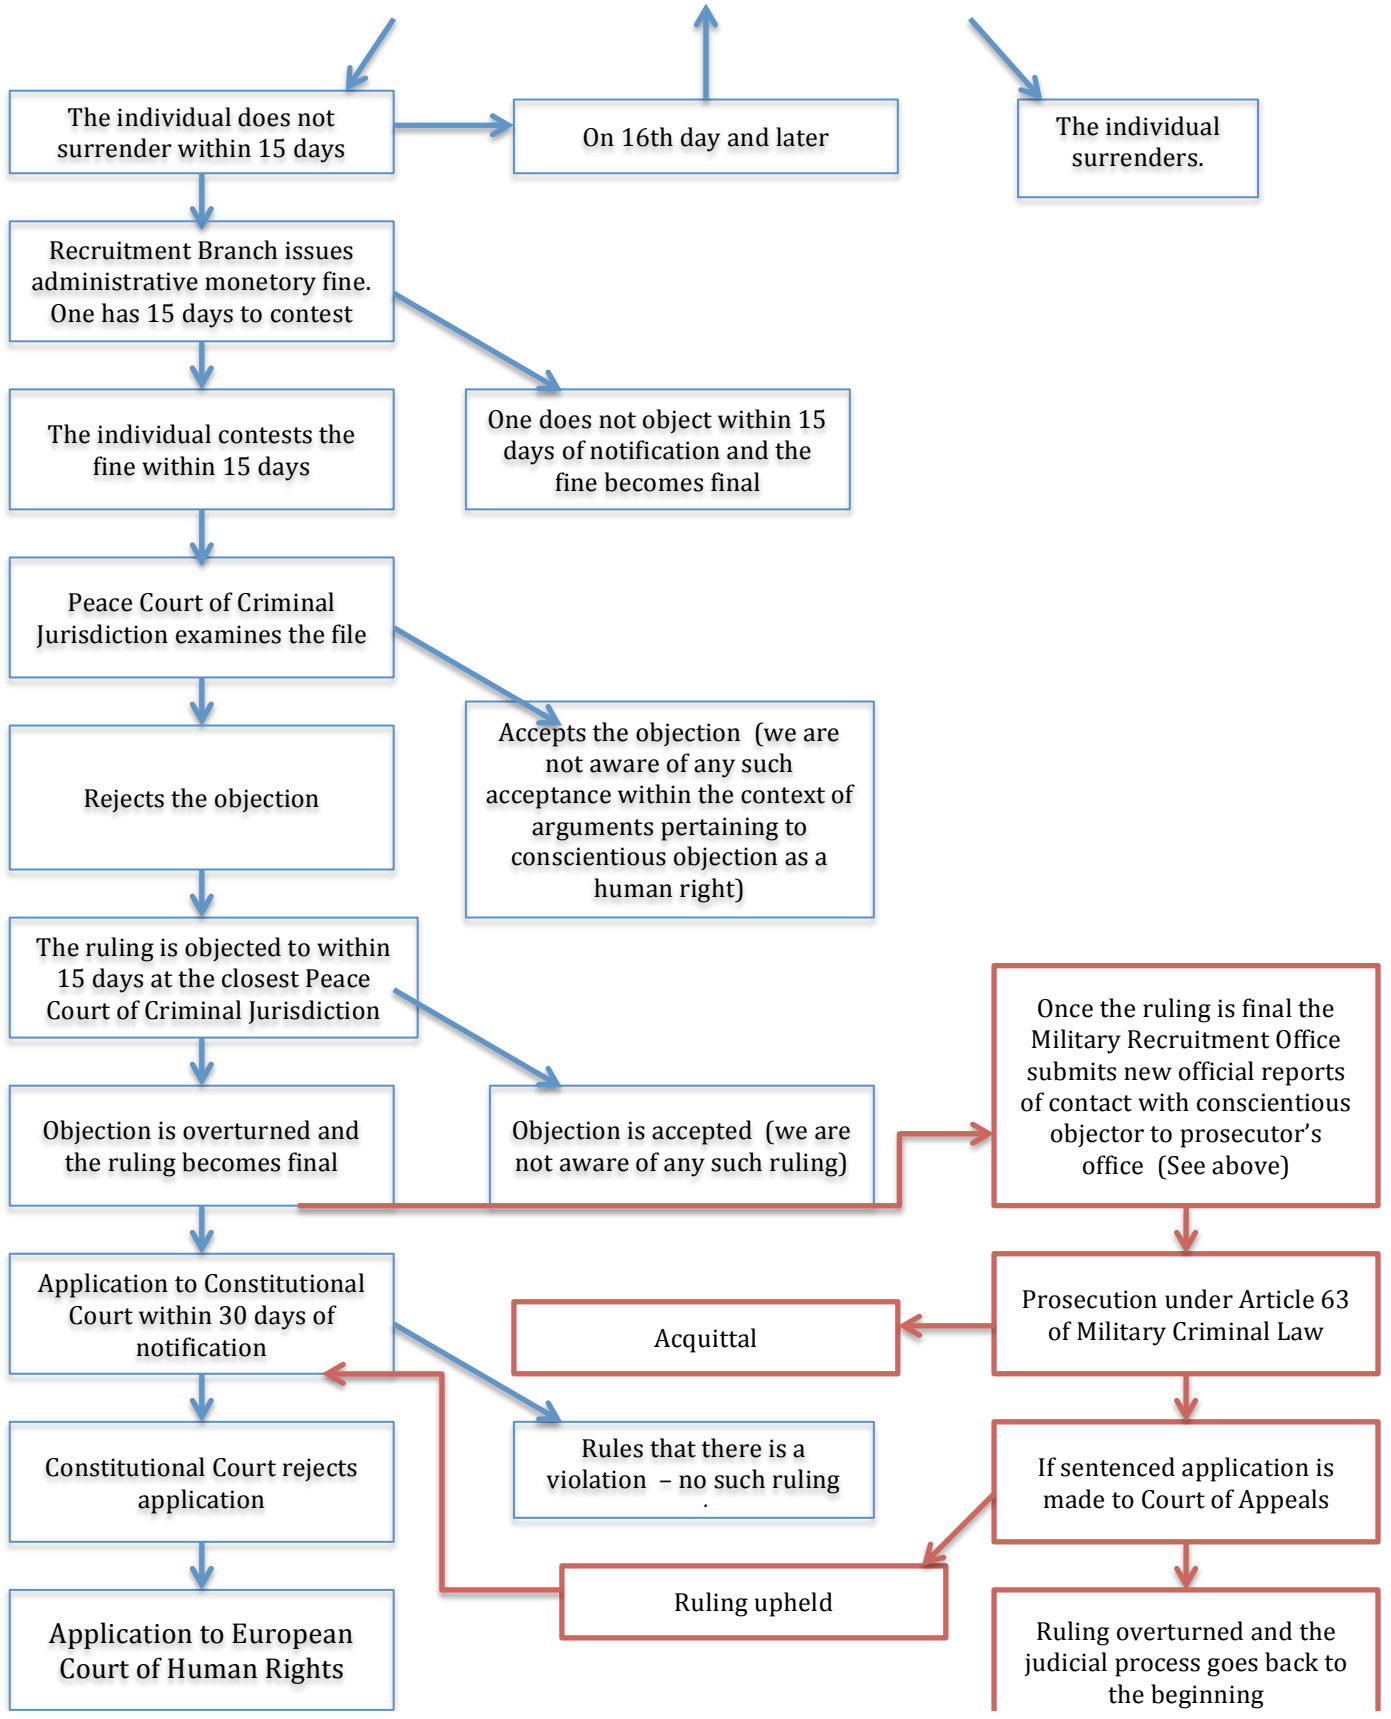 The individual does not
surrender within 15 days
On 16th day and later
The individual
surrenders.
Recruitment Branch issues
administrative monetory fine.
One has 15 days to contest
The individual contests the
fine within 15 days
One does not object within 15
days of notification and the
fine becomes final
Peace Court of Criminal
Jurisdiction examines the file
Rejects the objection
Accepts the objection (we are
not aware of any such
acceptance within the context of
arguments pertaining to
conscientious objection as a
human right)
The ruling is objected to within
15 days at the closest Peace
Court of Criminal Jurisdiction
Once the ruling is final the
Military Recruitment Office
submits new official reports
of contact with conscientious
objector to prosecutor's
office (See above)
Objection is overturned and
the ruling becomes final
Objection is accepted (we are
not aware of any such ruling)
Application to Constitutional
Court within 30 days of
notification
Acquittal
Prosecution under Article 63
of Military Criminal Law
Constitutional Court rejects
application
Rules that there is a
violation – no such ruling
.
If sentenced application is
made to Court of Appeals
Application to European
Court of Human Rights
Ruling upheld
Ruling overturned and the
judicial process goes back to
the beginning